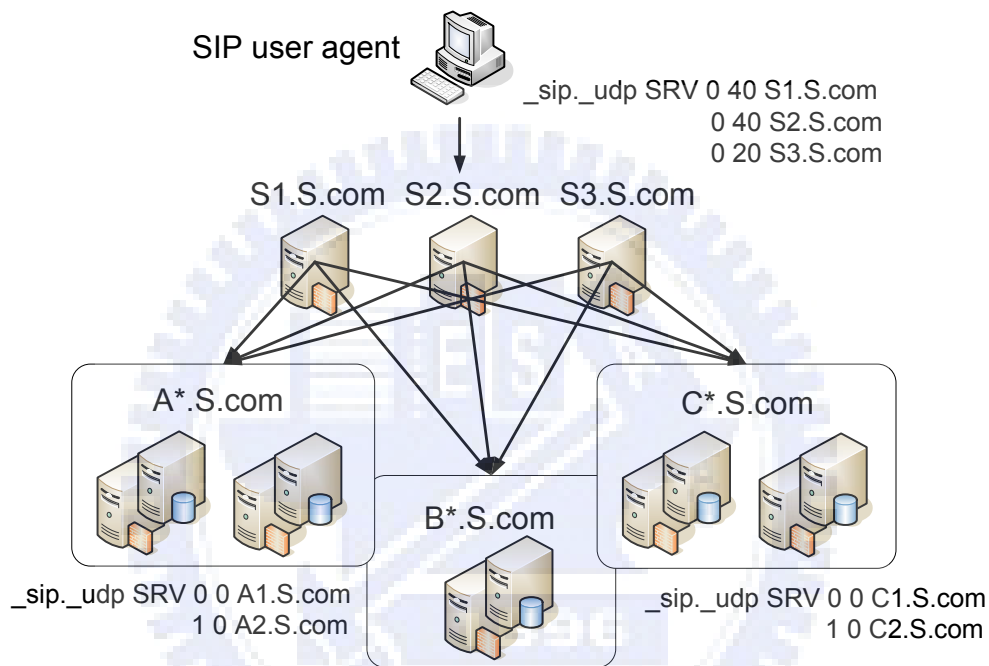 SIP user agent
_sip._udp SRV 0 40 S1.S.com
0 40 S2.S.com
0 20 S3.S.com
S1.S.com S2.S.com S3.S.com
A*.S.com
C*.S.com
B*.S.com
_sip._udp SRV 0 0 A1.S.com
1 0 A2.S.com
_sip._udp SRV 0 0 C1.S.com
1 0 C2.S.com